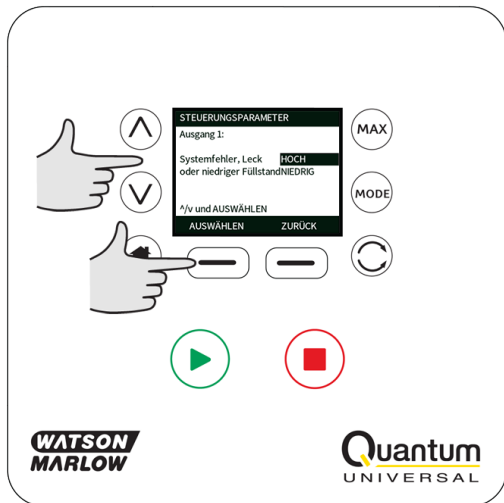 STEUERUNGSPARAMETER
Ausgang 1:
Systemfehler, Leck HOCH
oder niedriger FüllstandNIEDRIG
^/v und AUSWÄHLEN
AUSWÄHLEN ZURÜCK
MAX
MODE
WATSON
MARLOW
Quantum
UNIVERSAL